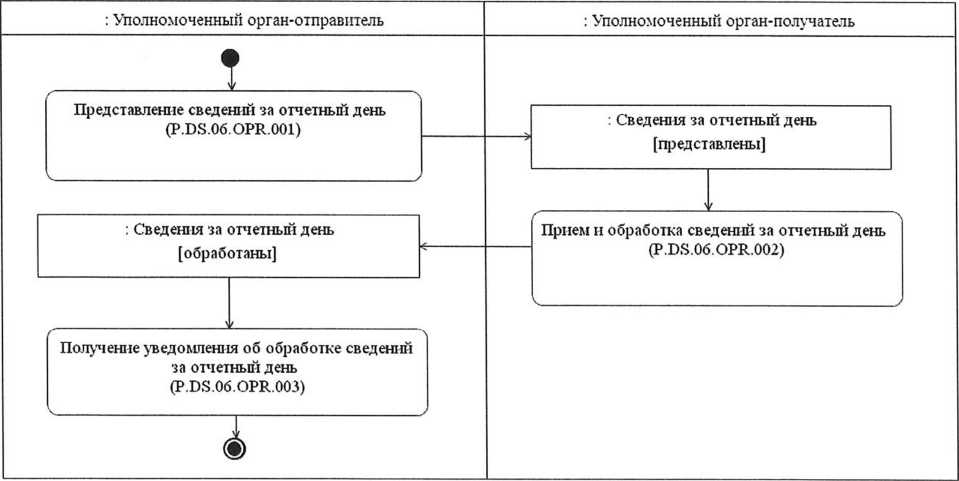 : Уполномоченный орган-отправитель
: Уполномоченный орган-получатель
Представление сведений за отчетный день
(P.DS.06.OPR.001)
: Сведения за отчетный день
[представлены]
Прием и обработка сведений за отчетный день
(P.DS.06.OPR.002)
: Сведения за отчетный день
[обработаны]
Получение уведомления об обработке сведений
за отчетный день
(P.DS.06.OPR.003)